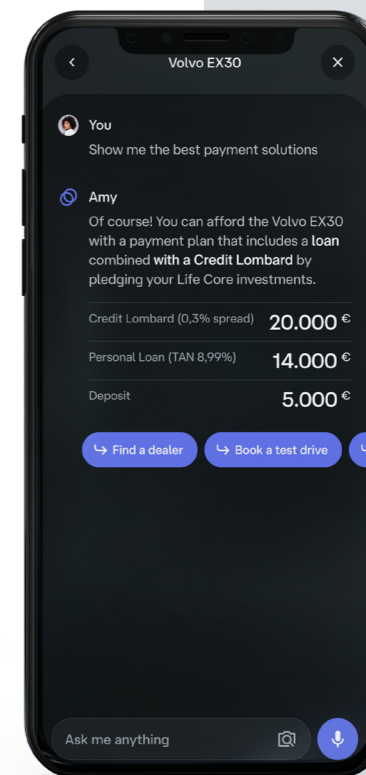 Volvo EX30
You
Show me the best payment solutions
Amy
Of course! You can afford the Volvo EX30
with a payment plan that includes a loan
combined with a Credit Lombard by
pledging your Life Core investments.
Credit Lombard (0,3% spread) 20.000 €
Personal Loan (TAN 8,99%) 14.000 €
Deposit 5.000 €
Find a dealer Book a test drive
Ask me anything